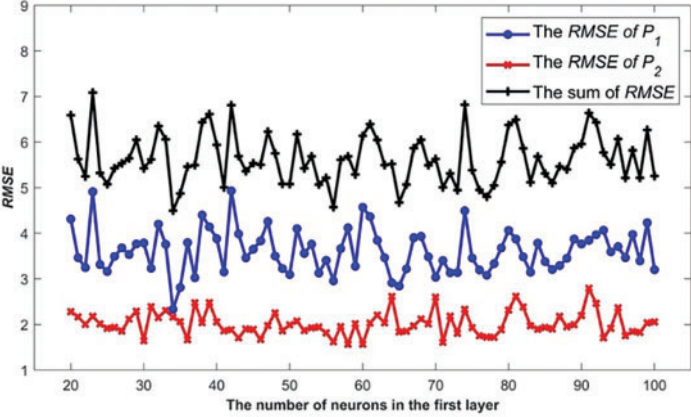 9
8
7
6
5
4
3
2
1
RMSE
The RMSE of P1
The RMSE of P2
The sum of RMSE
20 30 40 50 60 70 80 90 100
The number of neurons in the first layer